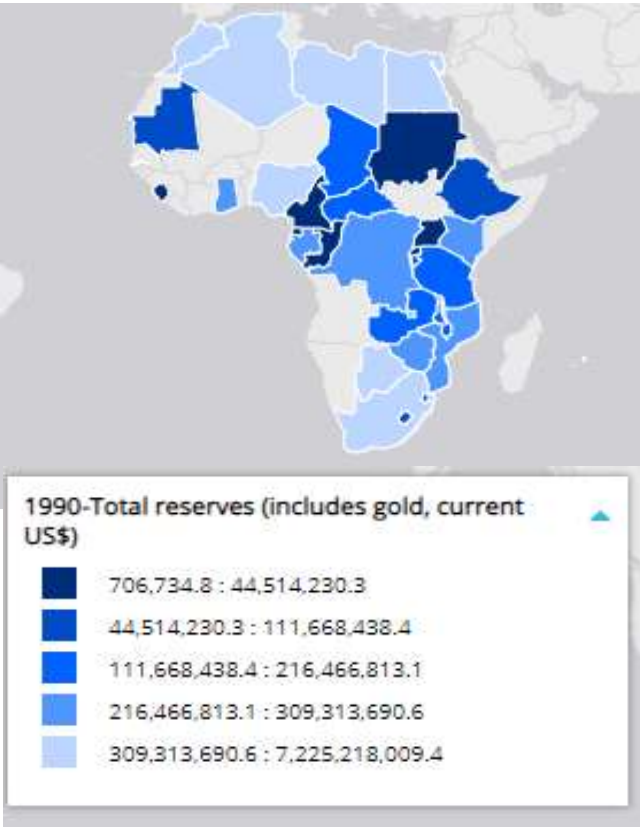 1990-Total reserves (includes gold, current
US$)
706,734.8 : 44,514,230.3
44,514,230.3 : 111,668,438.4
111,668,438.4 : 216,466,813.1
216,466,813.1 : 309,313,690.6
309,313,690.6 : 7,225,218,009.4